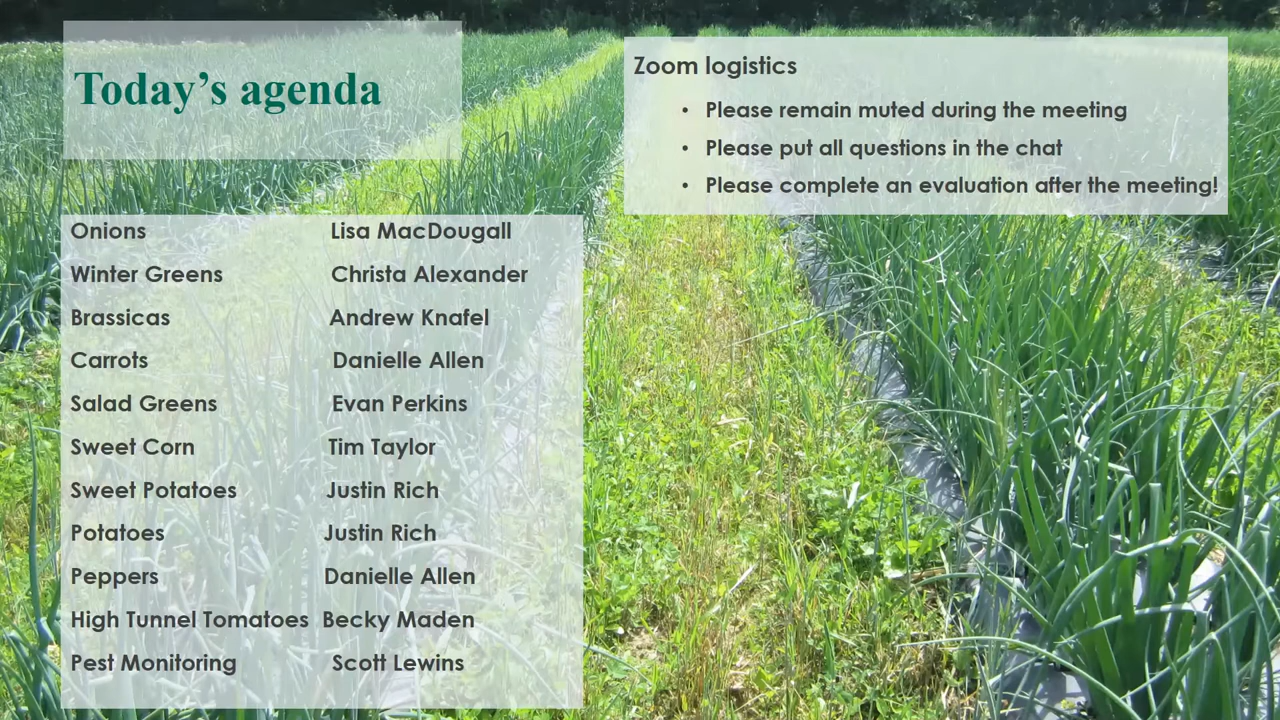 Today's agenda
Zoom logistics
• Please remain muted during the meeting
• Please put all questions in the chat
• Please complete an evaluation after the meeting!
Onions Lisa MacDougall
Winter Greens Christa Alexander
Brassicas Andrew Knafel
Carrots Danielle Allen
Salad Greens Evan Perkins
Sweet Corn Tim Taylor
Sweet Potatoes Justin Rich
Potatoes Justin Rich
Peppers Danielle Allen
High Tunnel Tomatoes Becky Maden
Pest Monitoring Scott Lewins